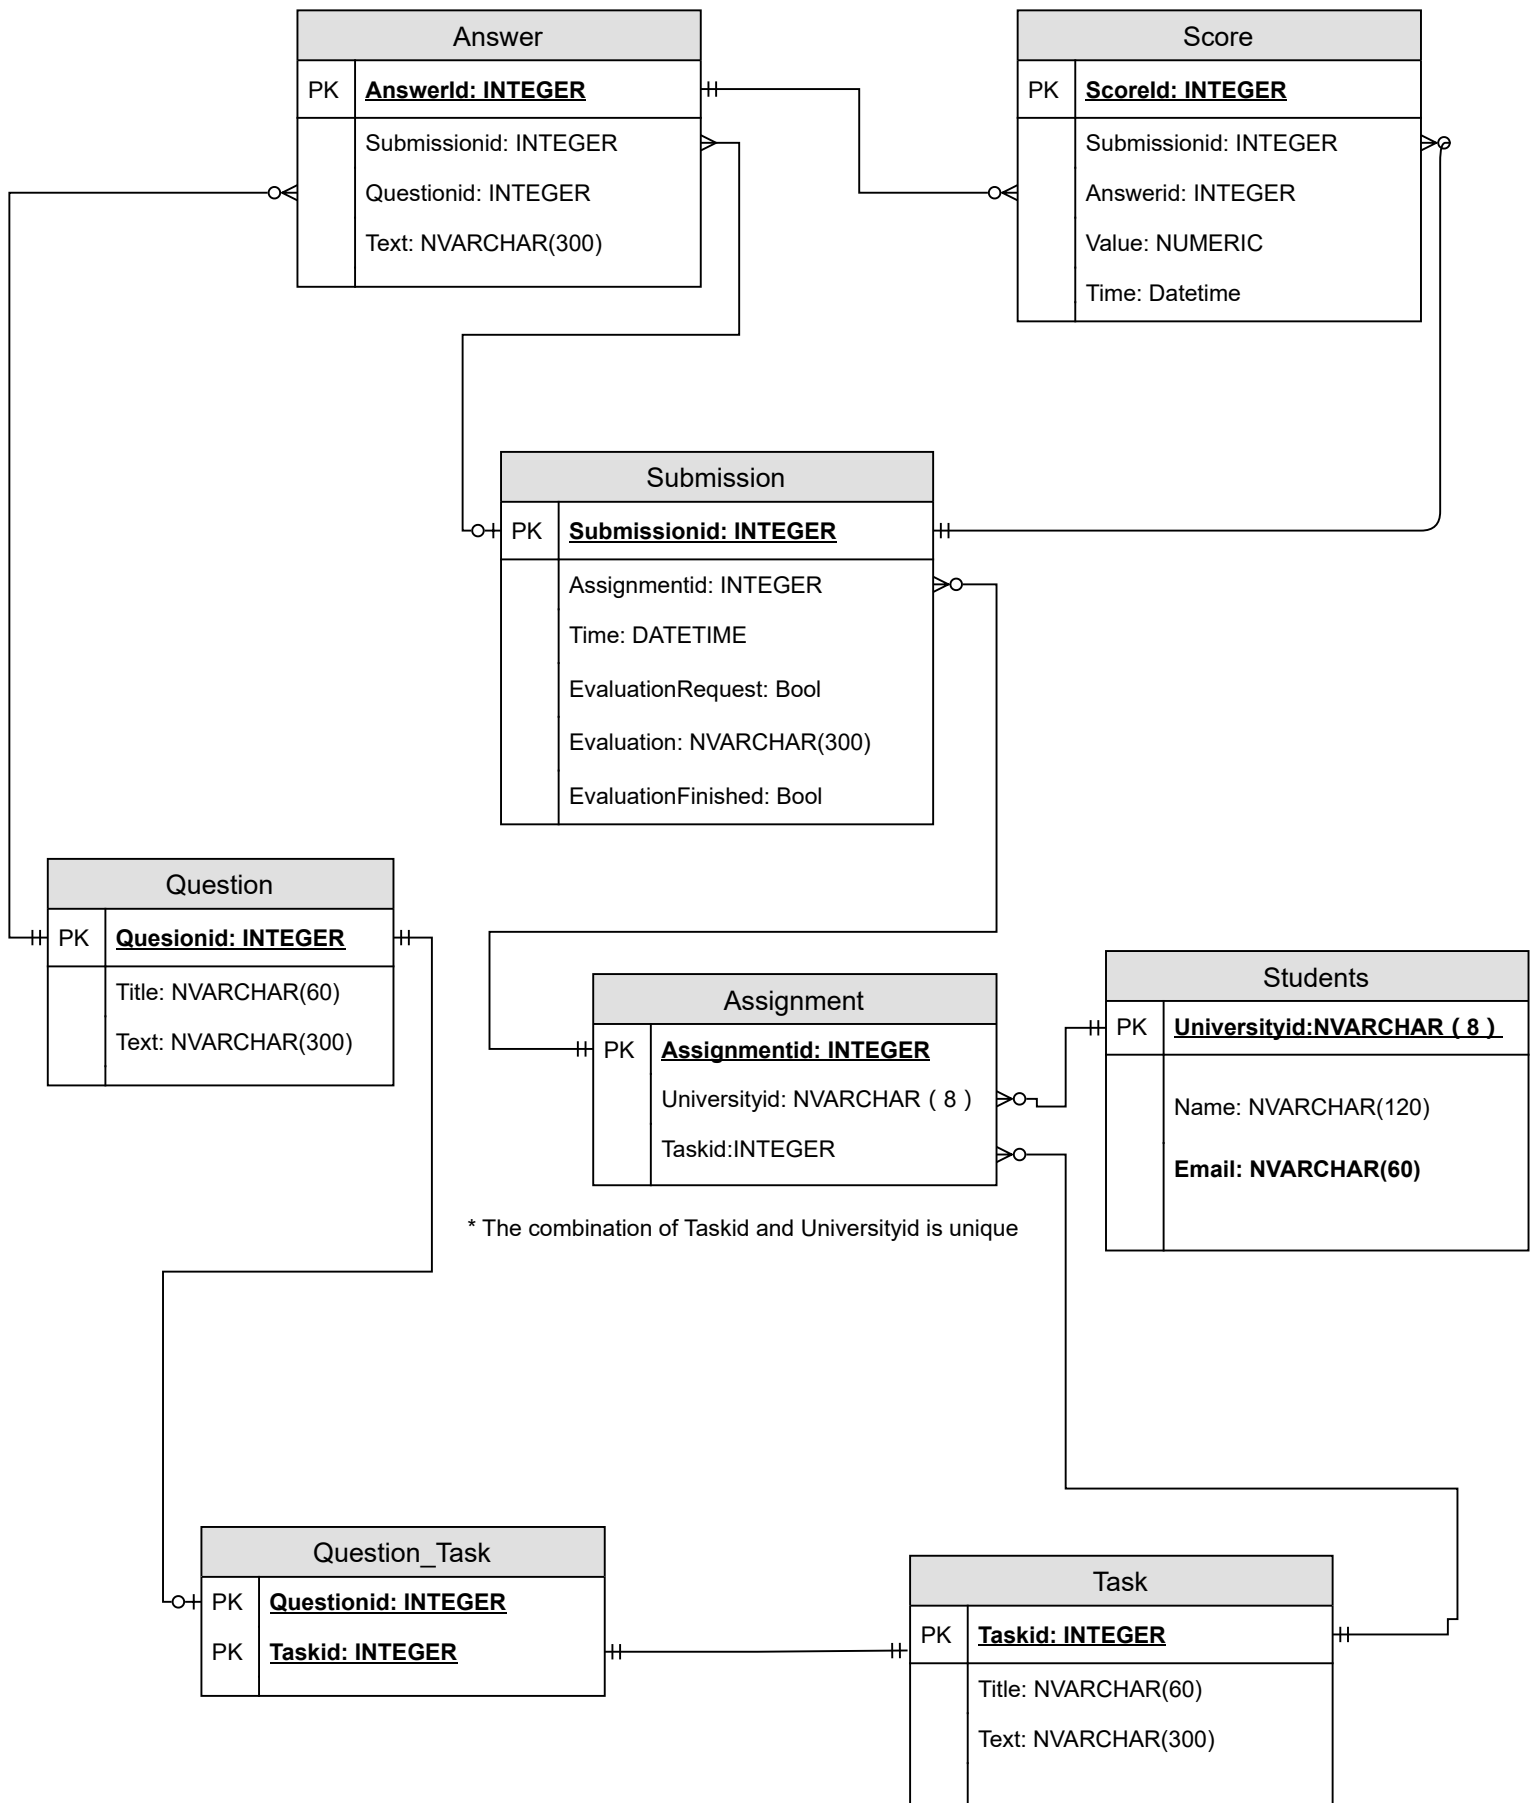 Answer
PK AnswerId: INTEGER
Submissionid: INTEGER
Questionid: INTEGER
Text: NVARCHAR(300)
Score
PK ScoreId: INTEGER
Submissionid: INTEGER
Answerid: INTEGER
Value: NUMERIC
Time: Datetime
Submission
PK Submissionid: INTEGER
Assignmentid: INTEGER
Time: DATETIME
EvaluationRequest: Bool
Evaluation: NVARCHAR(300)
EvaluationFinished: Bool
Question
PK Quesionid: INTEGER
Title: NVARCHAR(60)
Text: NVARCHAR(300)
Assignment
PK Assignmentid: INTEGER
Universityid: NVARCHAR ( 8 )
Taskid:INTEGER
* The combination of Taskid and Universityid is unique
Students
PK Universityid:NVARCHAR ( 8 )
Name: NVARCHAR(120)
Email: NVARCHAR(60)
Question_Task
PK Questionid: INTEGER
PK Taskid: INTEGER
Task
PK Taskid: INTEGER
Title: NVARCHAR(60)
Text: NVARCHAR(300)